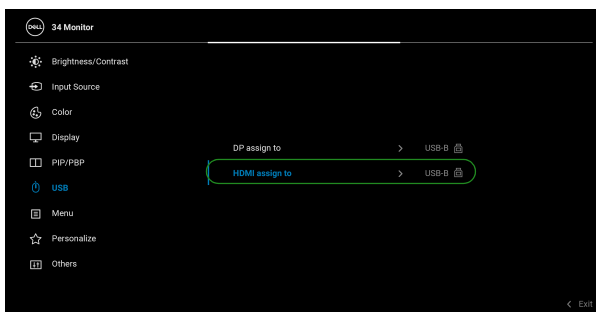 DELL 34 Monitor
Brightness/Contrast
Input Source
Color
Display
PIP/PBP
USB
Menu
Personalize
Others
DP assign to > USB-B
HDMI assign to > USB-B
< Exit